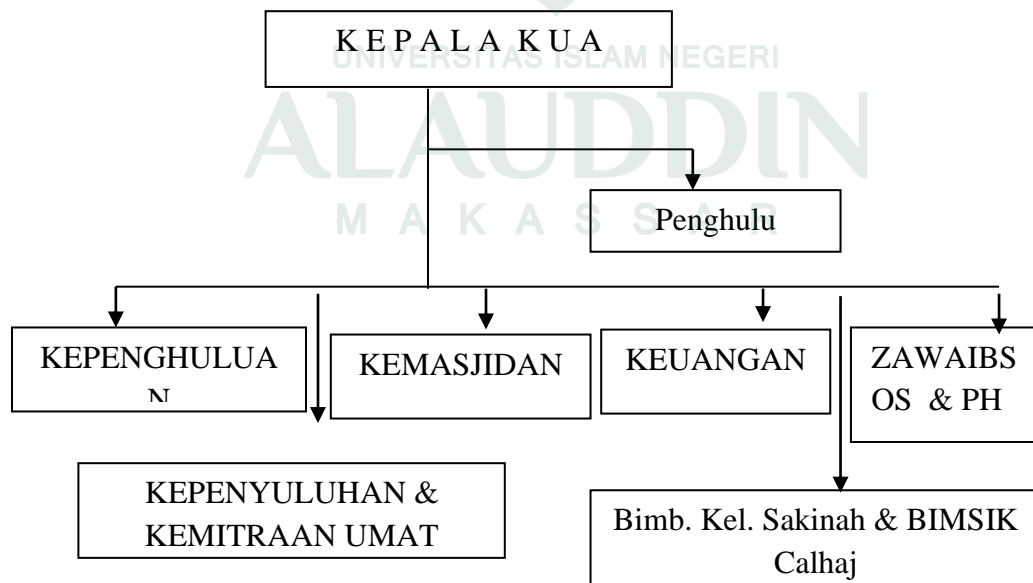 K E P A L A K U A
UNIVERSITAS ISLAM NEGERI
ALAUDDIN
M A K A S S A R
Penghulu
KEPENGHULUA
N
KEMASJIDAN
KEUANGAN
ZAWAIBS
OS & PH
KEPENYULUHAN &
KEMITRAAN UMAT
Bimb. Kel. Sakinah & BIMSIK
Calhaj